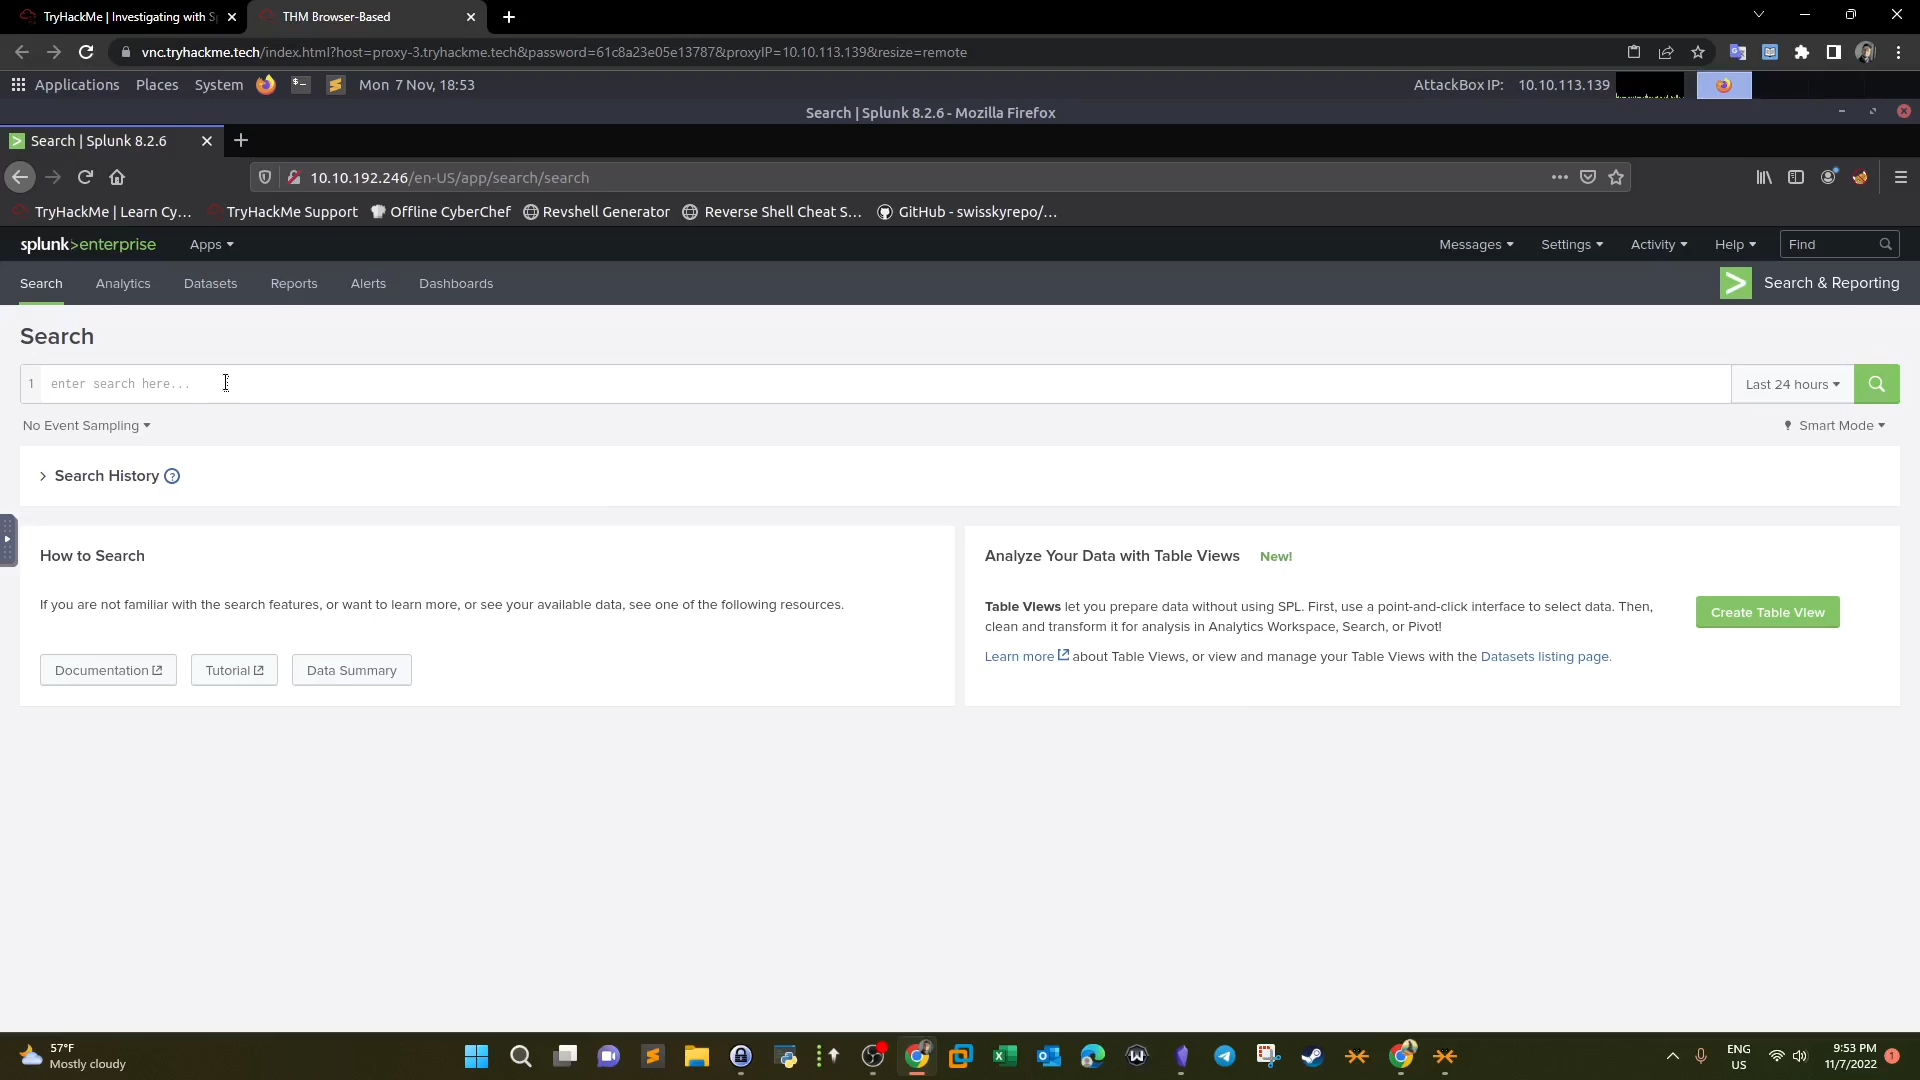 TryHackMe | Investigating with S
THM Browser-Based
vnc.tryhackme.tech/index.html?host=proxy-3.tryhackme.tech&password=61c8a23e05e13787&proxyIP=10.10.113.139&resize=remote
Applications Places System Mon 7 Nov, 18:53 AttackBox IP: 10.10.113.139
Search | Splunk 8.2.6 - Mozilla Firefox
Search | Splunk 8.2.6
10.10.192.246/en-US/app/search/search
TryHackMe | Learn Cy... TryHackMe Support Offline CyberChef Revshell Generator Reverse Shell Cheat S... GitHub - swisskyrepo/...
splunk>enterprise Apps Messages Settings Activity Help Find
Search Analytics Datasets Reports Alerts Dashboards Search & Reporting
Search
1 enter search here... Last 24 hours
No Event Sampling Smart Mode
Search History ?
How to Search
If you are not familiar with the search features, or want to learn more, or see your available data, see one of the following resources.
Documentation Tutorial Data Summary
Analyze Your Data with Table Views New!
Table Views let you prepare data without using SPL. First, use a point-and-click interface to select data. Then,
clean and transform it for analysis in Analytics Workspace, Search, or Pivot!
Create Table View
Learn more about Table Views, or view and manage your Table Views with the Datasets listing page.
57°F
Mostly cloudy
ENG
US
9:53 PM
11/7/2022
1